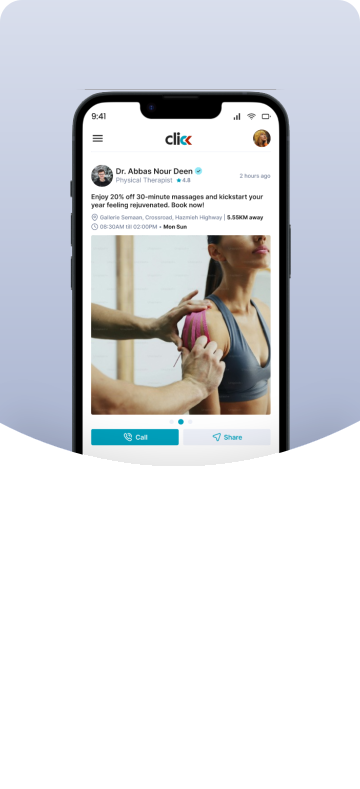 9:41
click
Dr. Abbas Nour Deen
Physical Therapist ★ 4.8
2 hours ago
Enjoy 20% off 30-minute massages and kickstart your
year feeling rejuvenated. Book now!
Gallerie Semaan, Crossroad, Hazmieh Highway | 5.55KM away
08:30AM till 02:00PM • Mon Sun
Call
Share